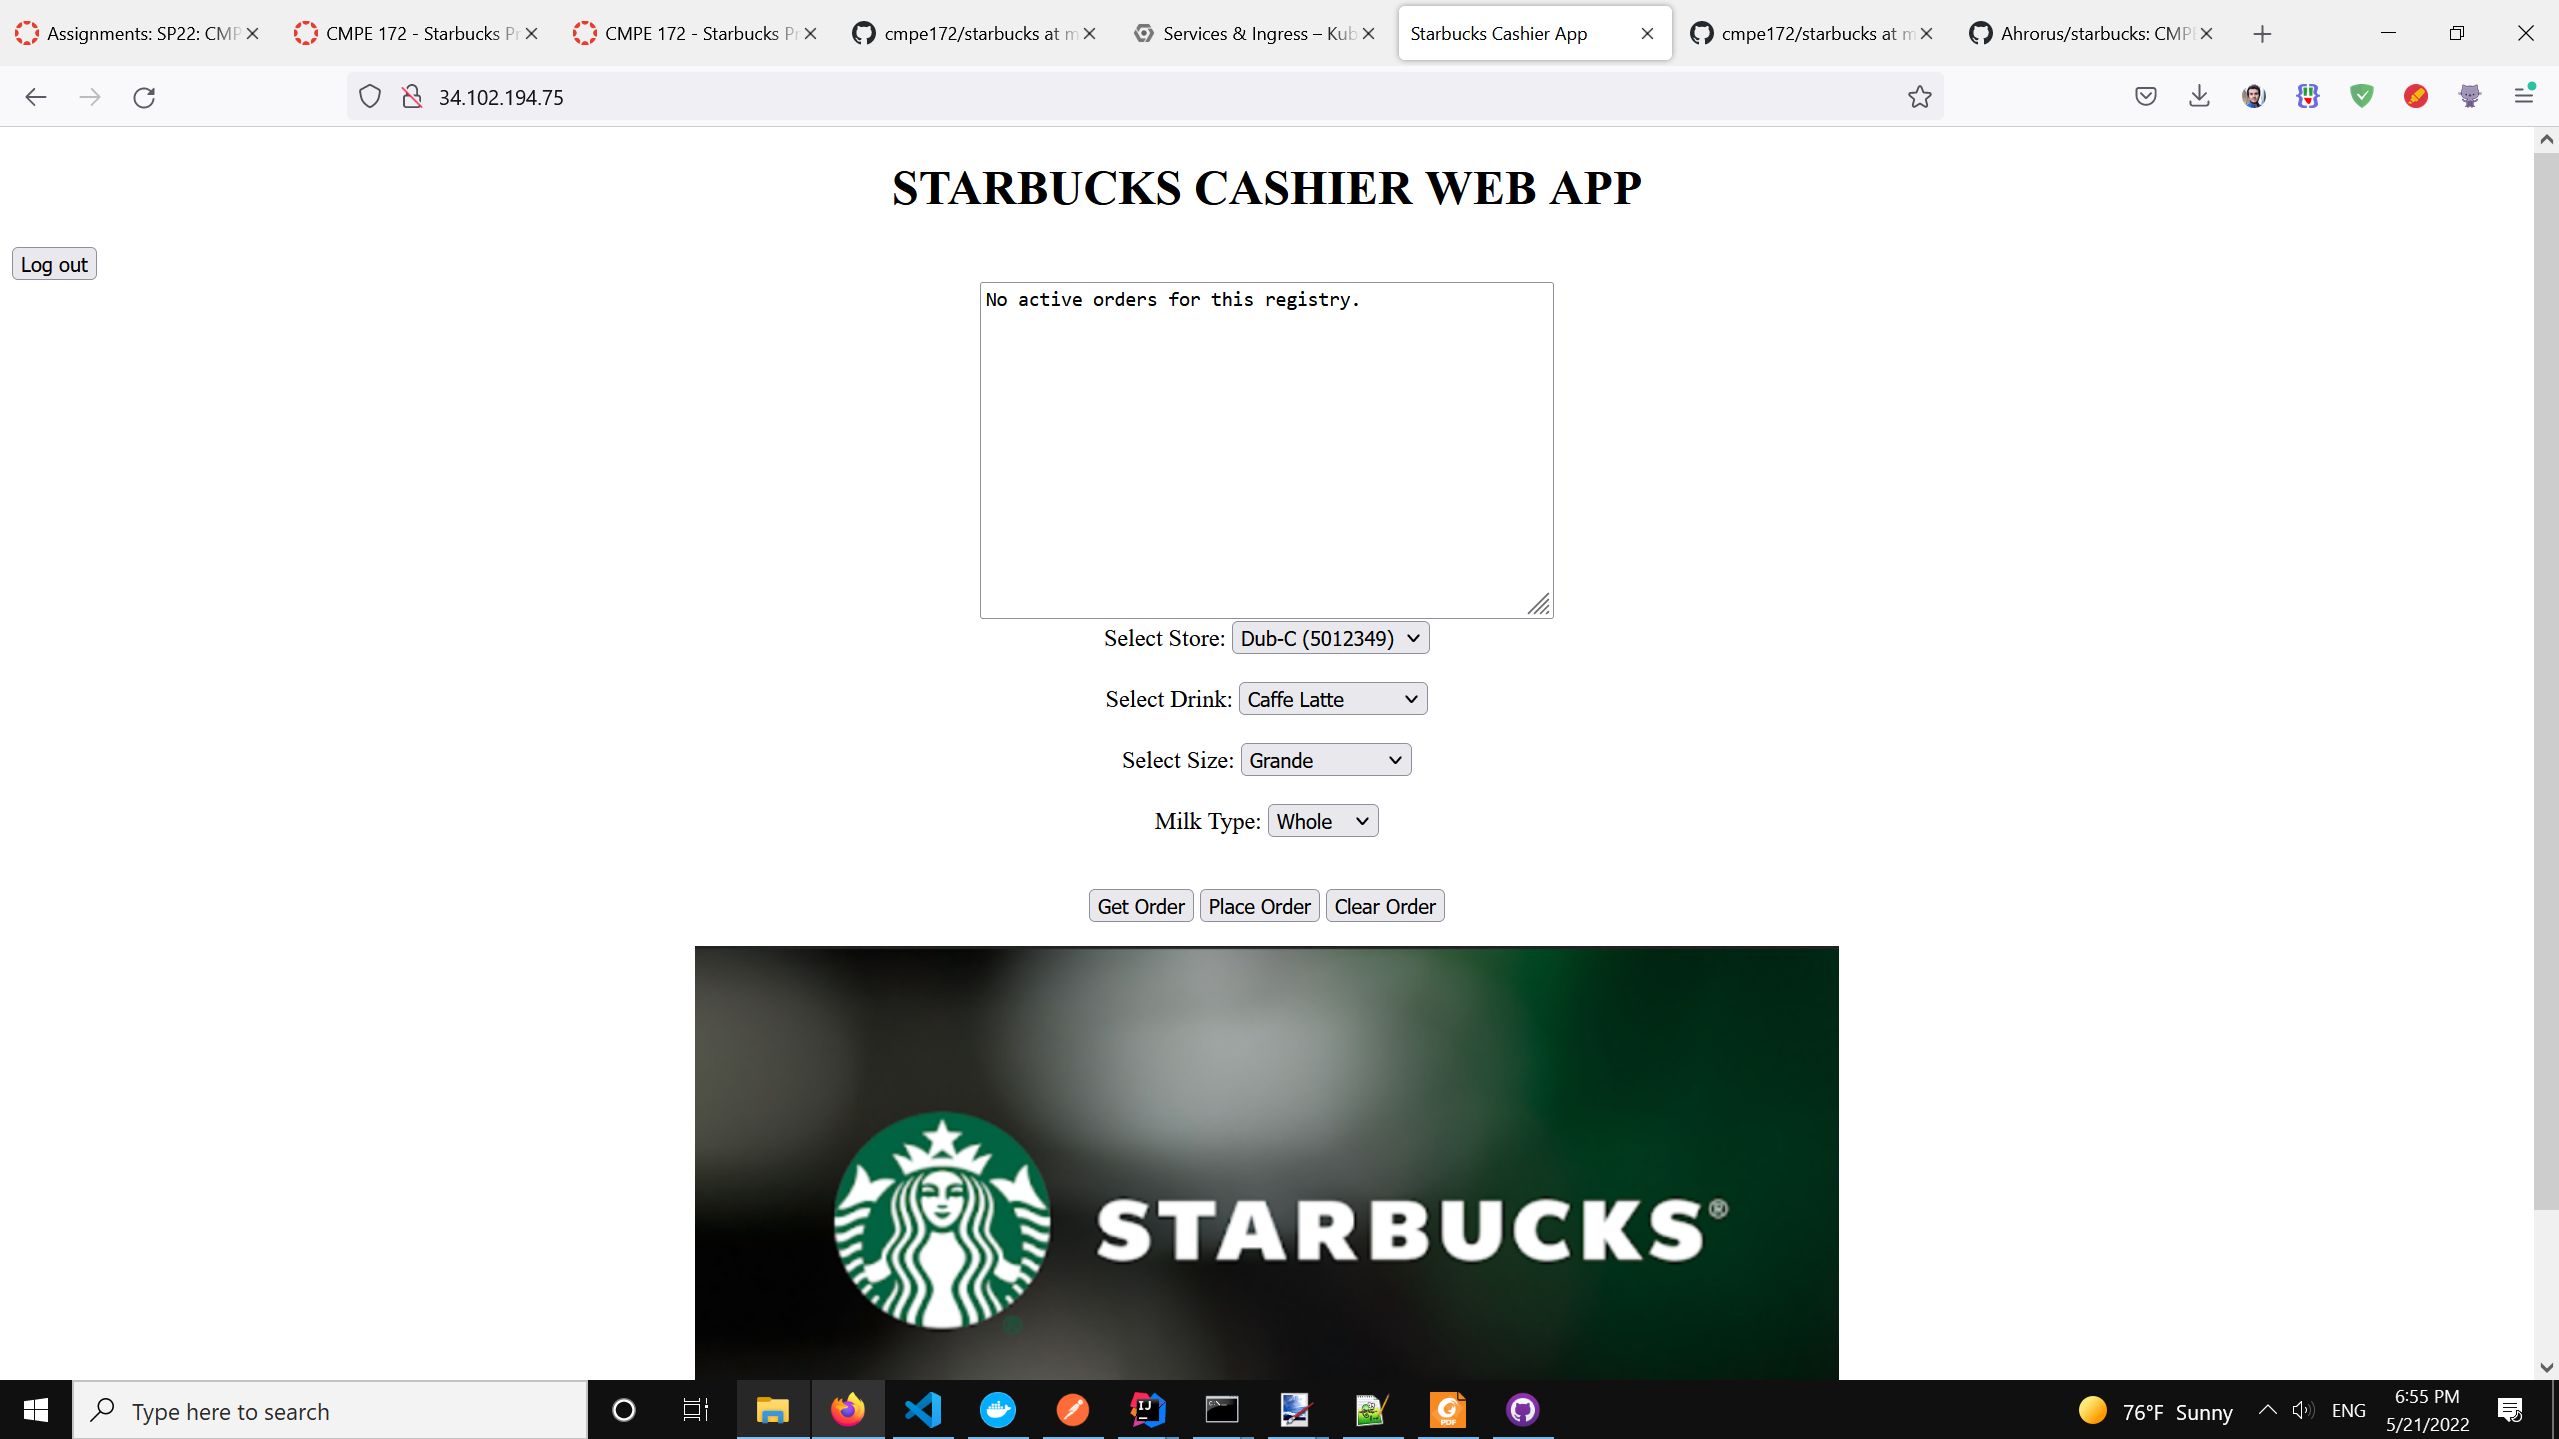 Assignments: SP22: CMP
CMPE 172 - Starbucks Pr
CMPE 172 - Starbucks Pr
cmpe172/starbucks at m
Services & Ingress – Kub
Starbucks Cashier App
cmpe172/starbucks at m
Ahrorus/starbucks: CMPE
34.102.194.75
STARBUCKS CASHIER WEB APP
Log out
No active orders for this registry.
Select Store: Dub-C (5012349)
Select Drink: Caffe Latte
Select Size: Grande
Milk Type: Whole
Get Order Place Order Clear Order
STARBUCKS®
Type here to search
76°F Sunny
ENG
6:55 PM
5/21/2022